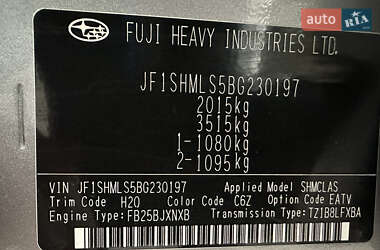 auto RIA
FUJI HEAVY INDUSTRIES LTD.
JF1SHMLS5BG230197
2015kg
3515kg
1-1080kg
2-1095kg
VIN JF1SHMLS5BG230197 Applied Model SHMCLAS
Trim Code H20 Color Code C6Z Option Code EATV
Engine Type FB25BJXNXB Transmission Type TZ1B8LFXBA